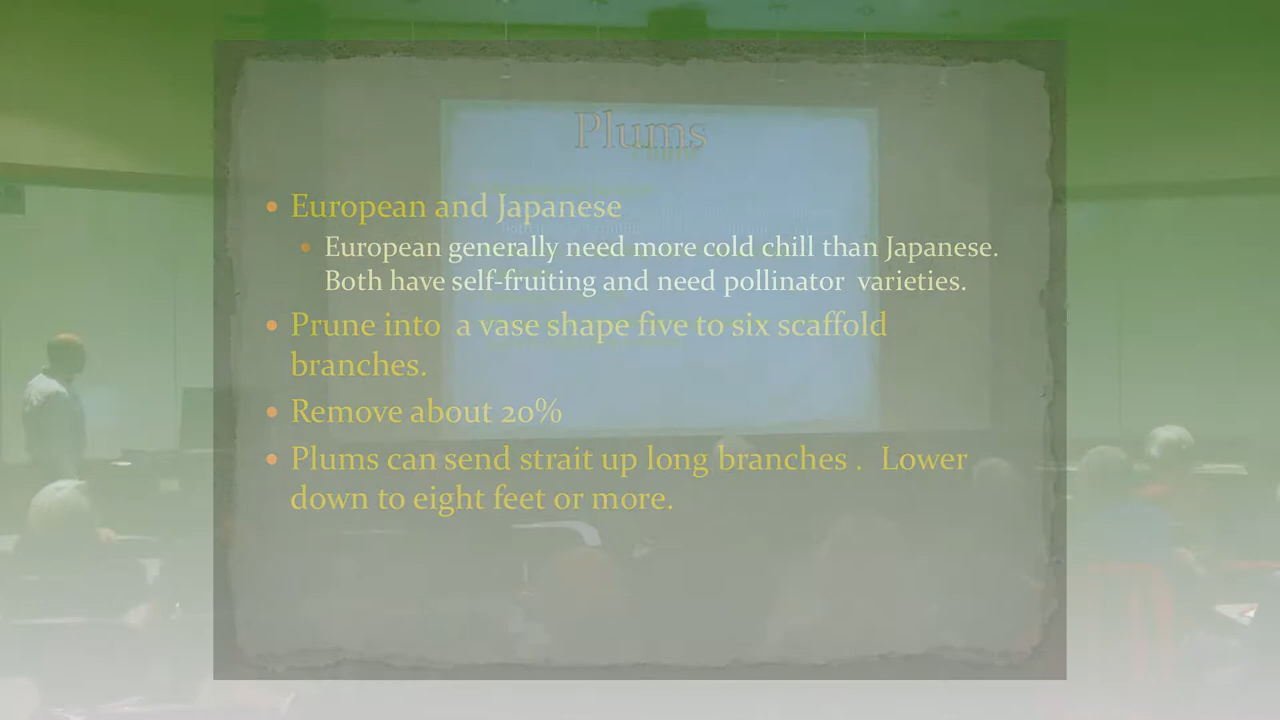 Plums
European and Japanese
European generally need more cold chill than Japanese.
Both have self-fruiting and need pollinator varieties.
Prune into a vase shape five to six scaffold
branches.
Remove about 20%
Plums can send strait up long branches . Lower
down to eight feet or more.